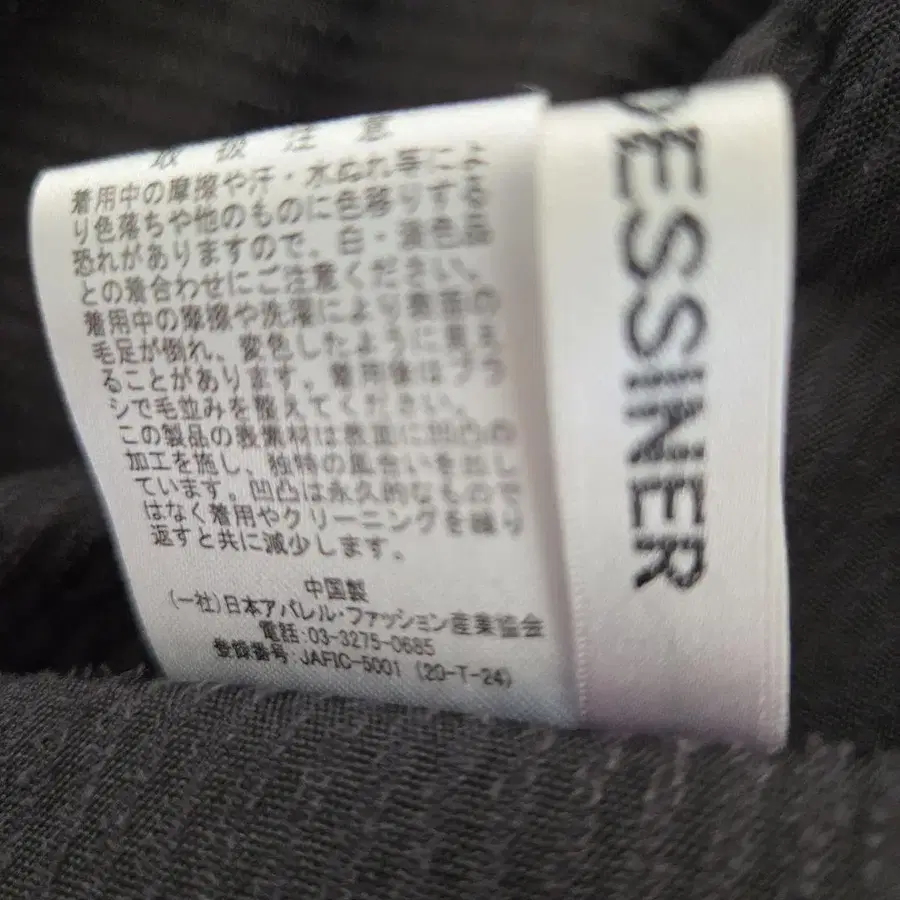 取扱注意
着用中の摩擦や汗・水ぬれ等によ
り色落ちや他のものに色移りする
恐れがありますので、白・淡色品
との着合わせにご注意ください。
着用中の摩擦や洗濯により表面の
毛足が倒れ、変色したように見え
ることがあります。着用後はブラ
シで毛並みを整えてください。
この製品の表素材は表面に凹凸の
加工を施し、独特の風合いを出し
ています。凹凸は永久的なもので
はなく着用やクリーニングを繰り
返すと共に減少します。
中国製
(一社)日本アパレル・ファッション産業協会
電話:03-3275-0685
登録番号:JAFIC-5001 (20-T-24)
DESSINER